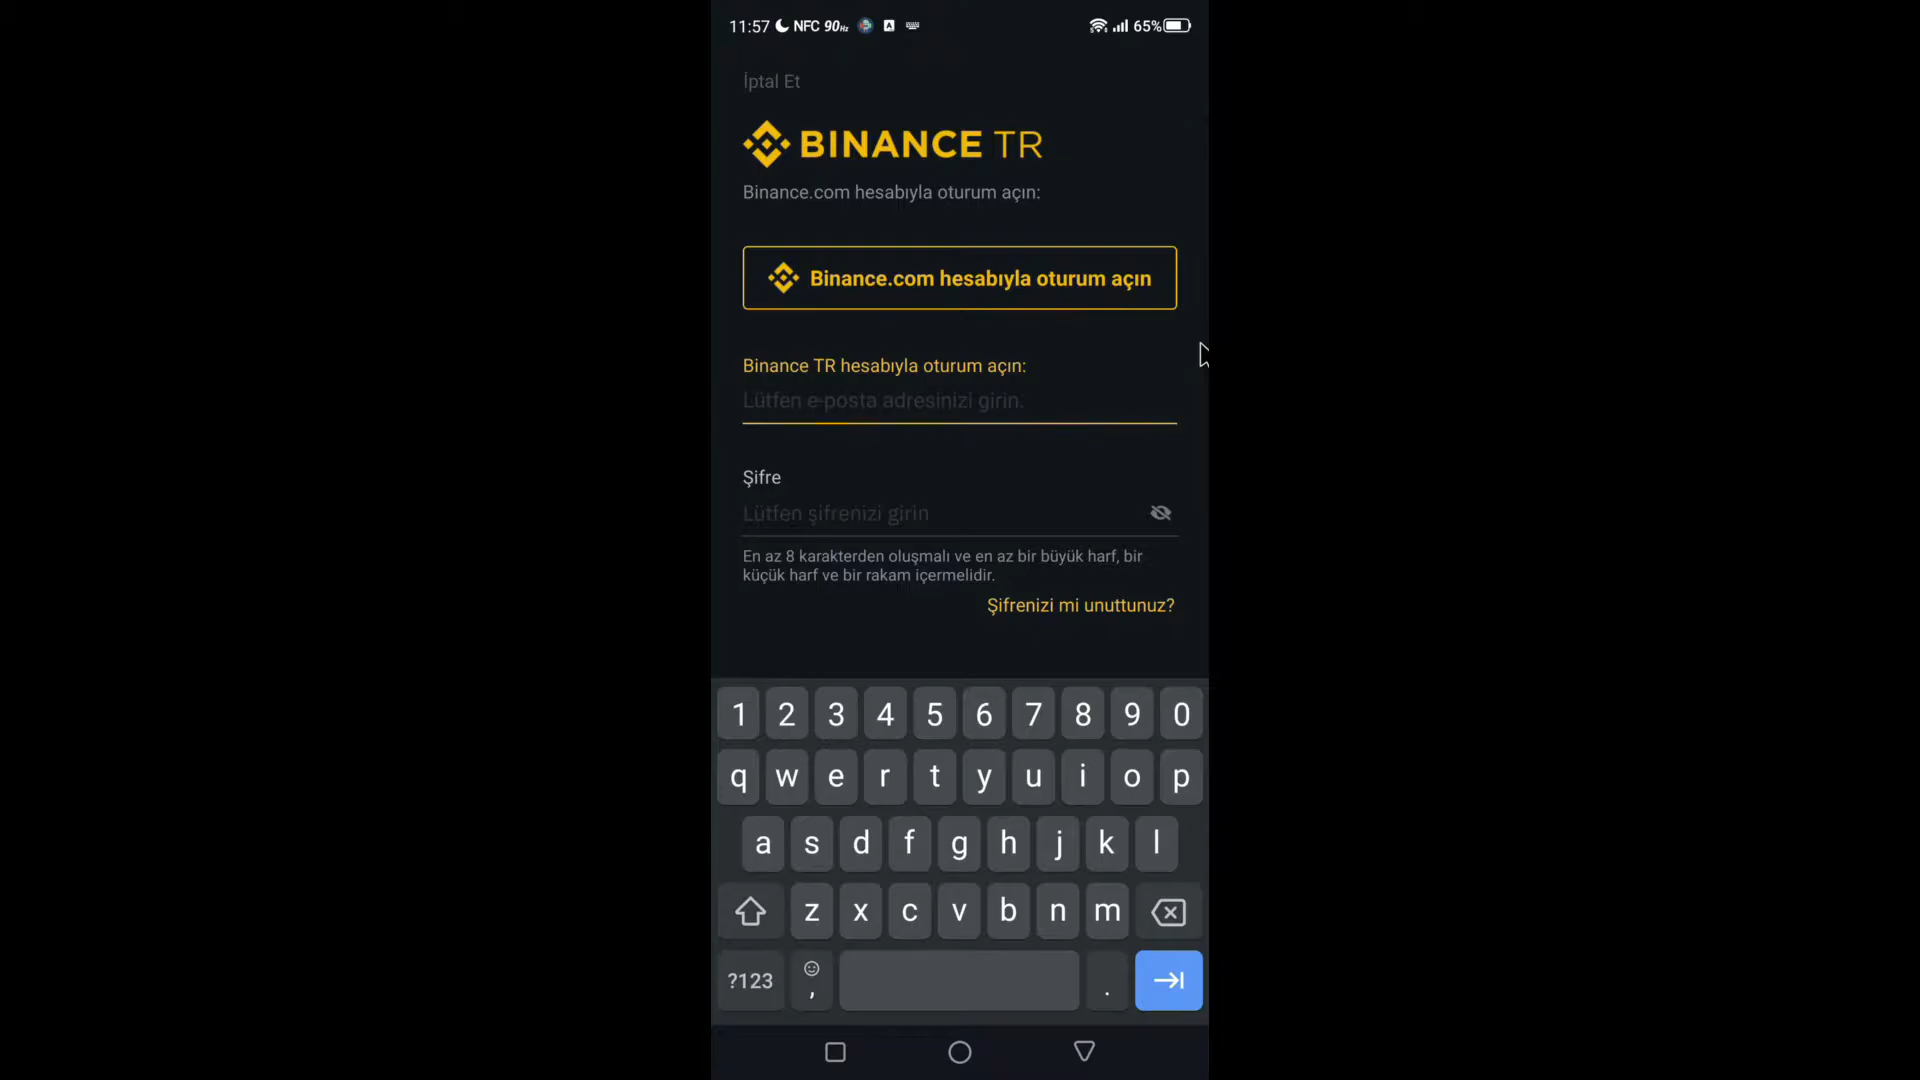 11:57 NFC 90Hz 65%
İptal Et
BINANCE TR
Binance.com hesabıyla oturum açın:
Binance.com hesabıyla oturum açın
Binance TR hesabıyla oturum açın:
Lütfen e-posta adresinizi girin.
Şifre
Lütfen şifrenizi girin
En az 8 karakterden oluşmalı ve en az bir büyük harf, bir
küçük harf ve bir rakam içermelidir.
Şifrenizi mi unuttunuz?
1 2 3 4 5 6 7 8 9 0
q w e r t y u i o p
a s d f g h j k l
z x c v b n m
?123 , .